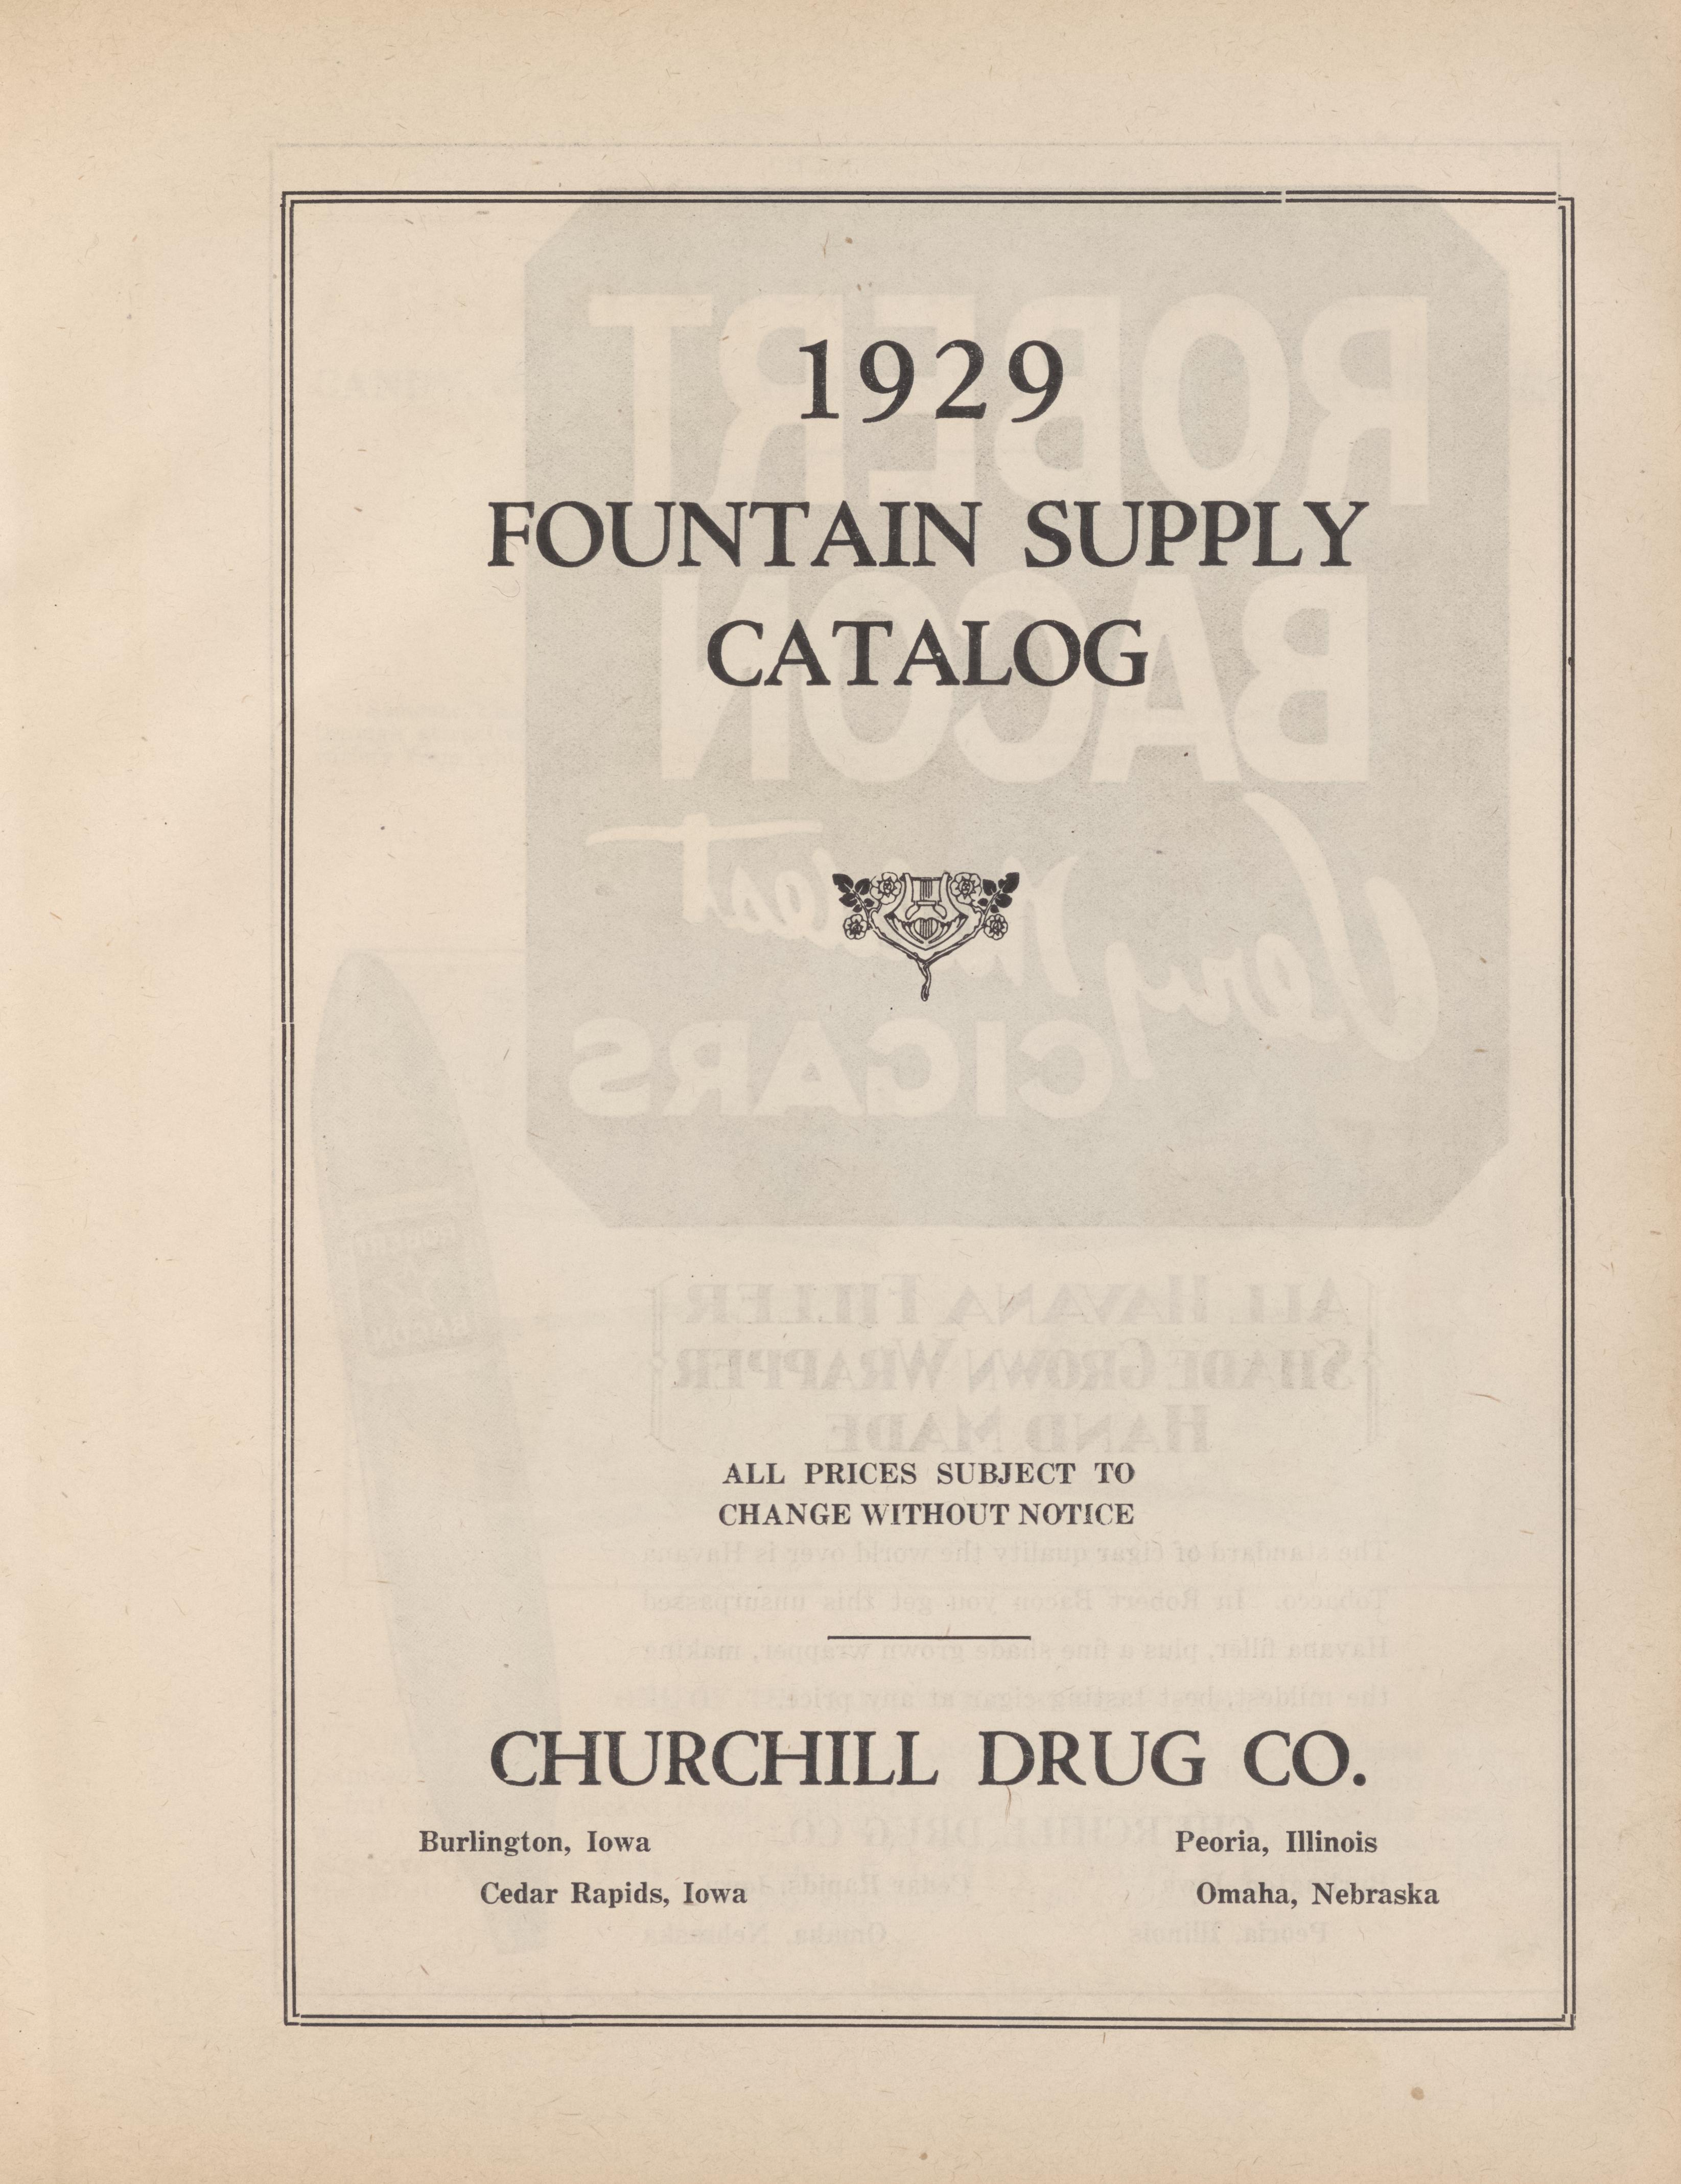 1929
FOUNTAIN SUPPLY
CATALOG
ALL PRICES SUBJECT TO
CHANGE WITHOUT NOTICE
CHURCHILL DRUG CO.
Burlington, Iowa
Peoria, Illinois
Cedar Rapids, Iowa
Omaha, Nebraska